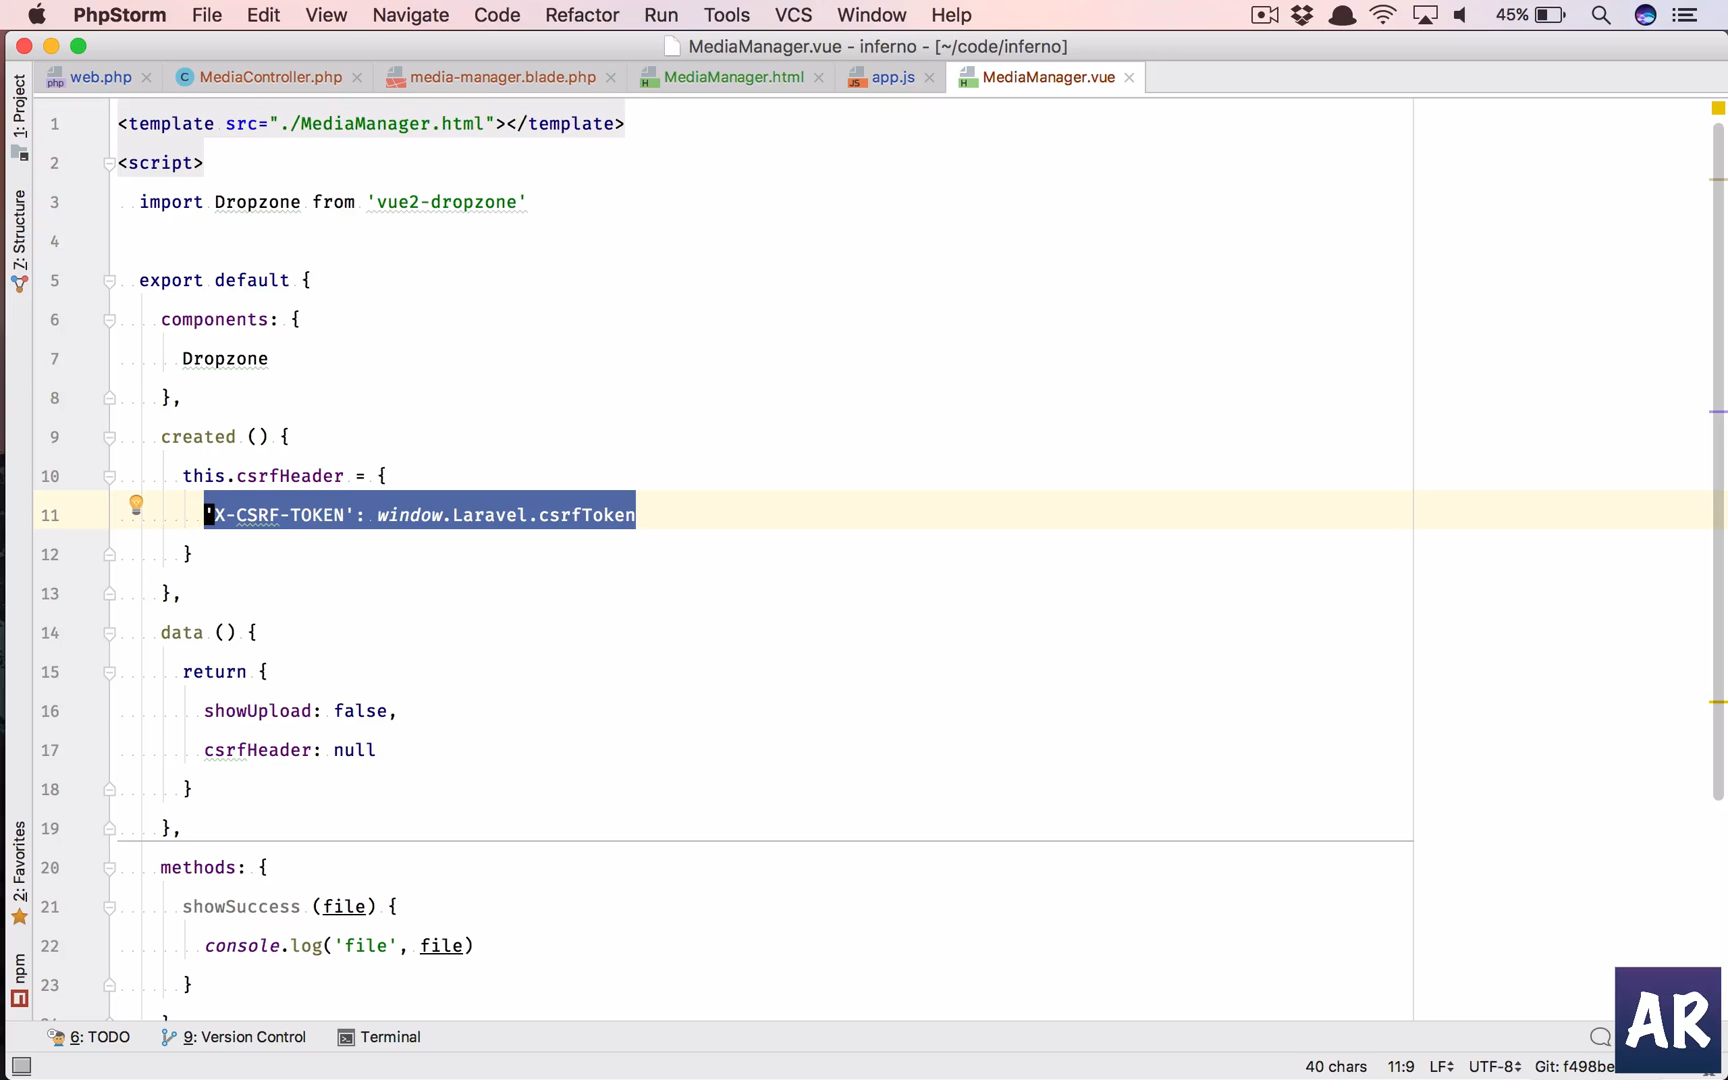 PhpStorm File Edit View Navigate Code Refactor Run Tools VCS Window Help 45%
MediaManager.vue - inferno - [~/code/inferno]
web.php MediaController.php media-manager.blade.php MediaManager.html app.js MediaManager.vue
1: Project
7: Structure
2: Favorites
npm
1 <template src="./MediaManager.html"></template>
2 <script>
3 import Dropzone from 'vue2-dropzone'
4
5 export default {
6 components: {
7 Dropzone
8 },
9 created () {
10 this.csrfHeader = {
11 'X-CSRF-TOKEN': window.Laravel.csrfToken
12 }
13 },
14 data () {
15 return {
16 showUpload: false,
17 csrfHeader: null
18 }
19 },
20 methods: {
21 showSuccess (file) {
22 console.log('file', file)
23 }
6: TODO 9: Version Control Terminal
40 chars 11:9 LF UTF-8 Git: f498be
AR